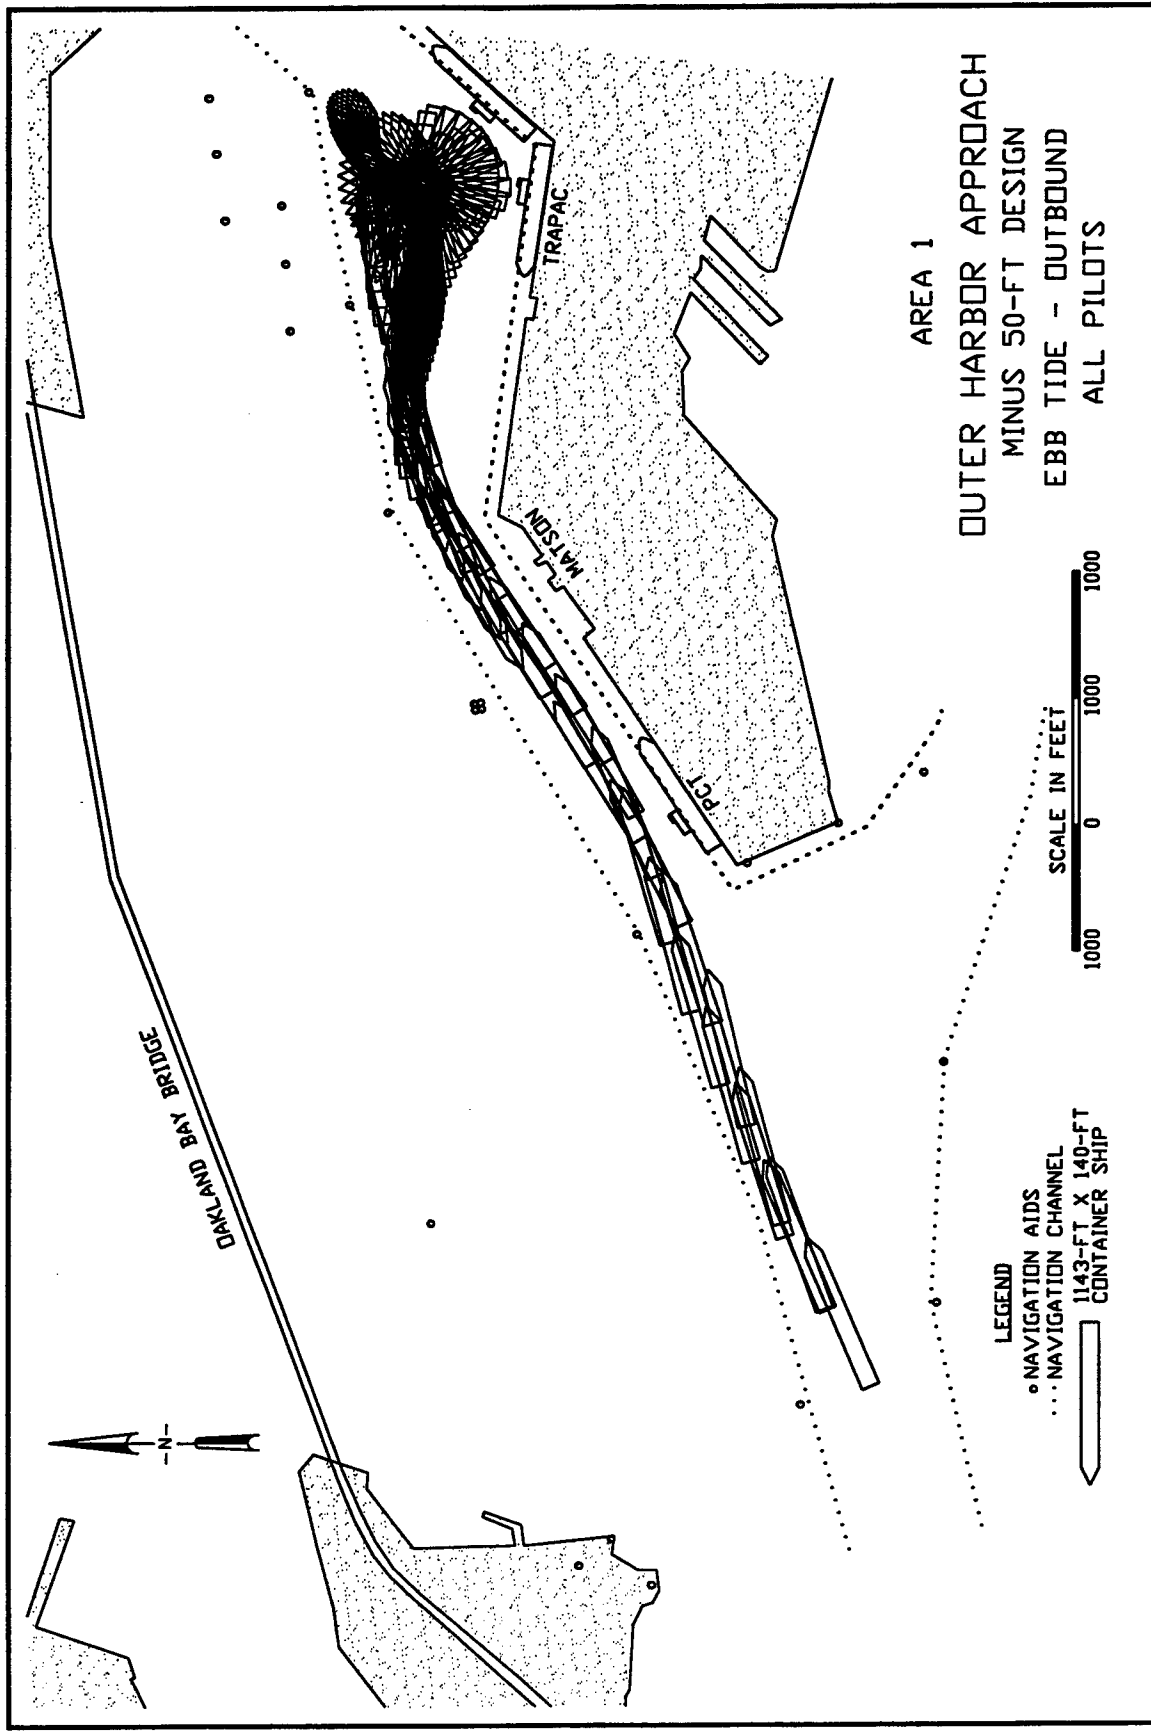 OAKLAND BAY BRIDGE
-N-
TRAPAC
MATSON
PCT
88
AREA 1
OUTER HARBOR APPROACH
MINUS 50-FT DESIGN
EBB TIDE - OUTBOUND
ALL PILOTS
SCALE IN FEET
1000 0 1000 1000
LEGEND
NAVIGATION AIDS
NAVIGATION CHANNEL
1143-FT X 140-FT
CONTAINER SHIP